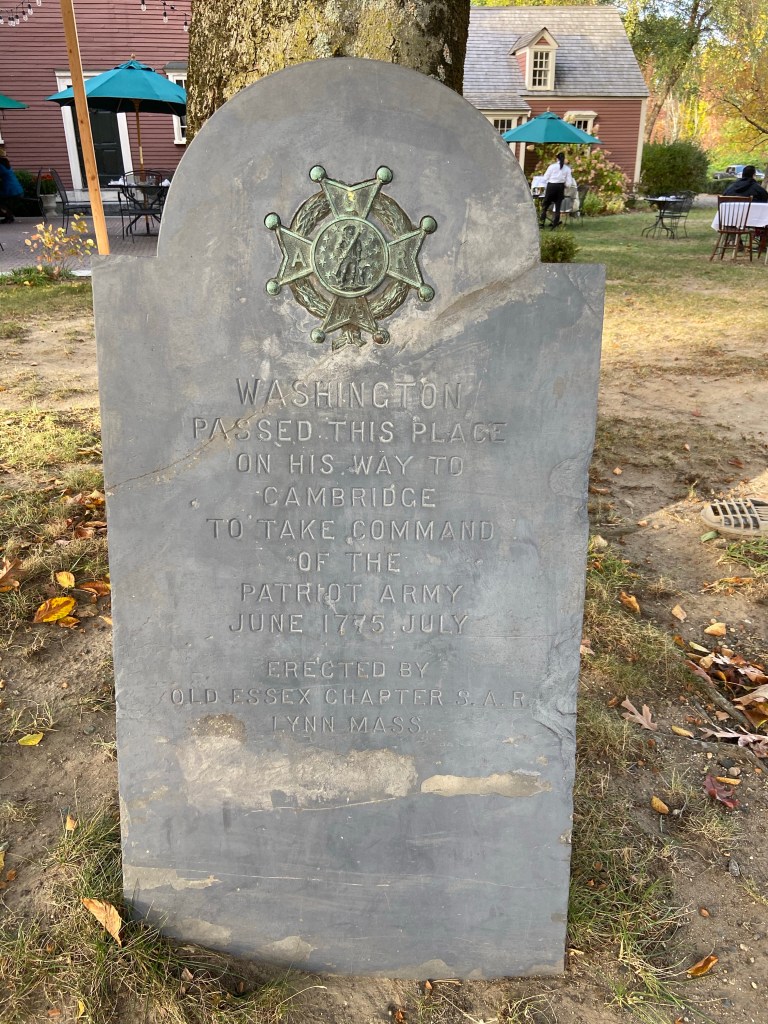 WASHINGTON
PASSED THIS PLACE
ON HIS WAY TO
CAMBRIDGE
TO TAKE COMMAND
OF THE
PATRIOT ARMY
JUNE 1775 JULY
ERECTED BY
OLD ESSEX CHAPTER S.A.R.
LYNN MASS.